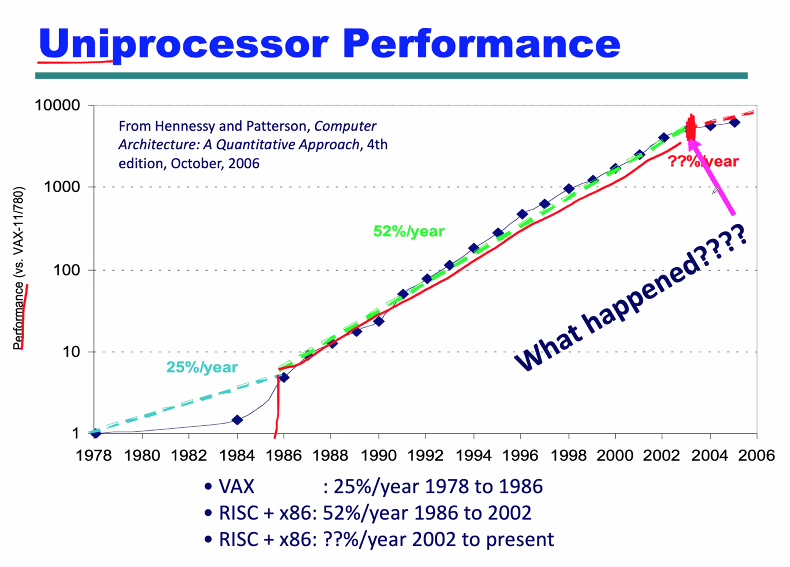 Uniprocessor Performance
10000
From Hennessy and Patterson, Computer
Architecture: A Quantitative Approach, 4th
edition, October, 2006
??%/year
1000
52%/year
100
What happened????
10
25%/year
1
Performance (vs. VAX-11/780)
1978 1980 1982 1984 1986 1988 1990 1992 1994 1996 1998 2000 2002 2004 2006
• VAX : 25%/year 1978 to 1986
• RISC + x86: 52%/year 1986 to 2002
• RISC + x86: ??%/year 2002 to present